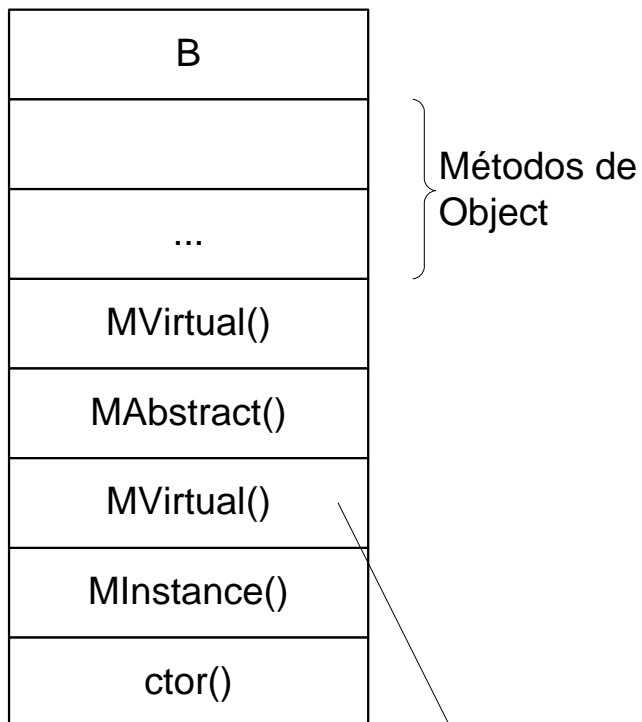 B
Métodos de
Object
...
MVirtual()
MAbstract()
MVirtual()
MInstance()
ctor()